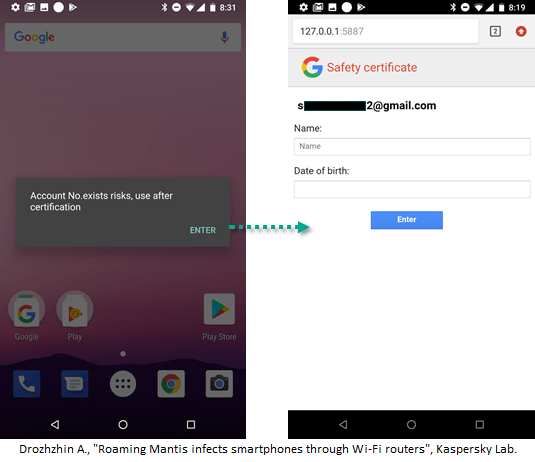 8:31
Google
Account No.exists risks, use after
certification
ENTER
Google
Play
Play Store
8:19
127.0.0.1:5887
2
Safety certificate
s
2@gmail.com
Name:
Name
Date of birth:
Enter
Drozhzhin A., "Roaming Mantis infects smartphones through Wi-Fi routers", Kaspersky Lab.